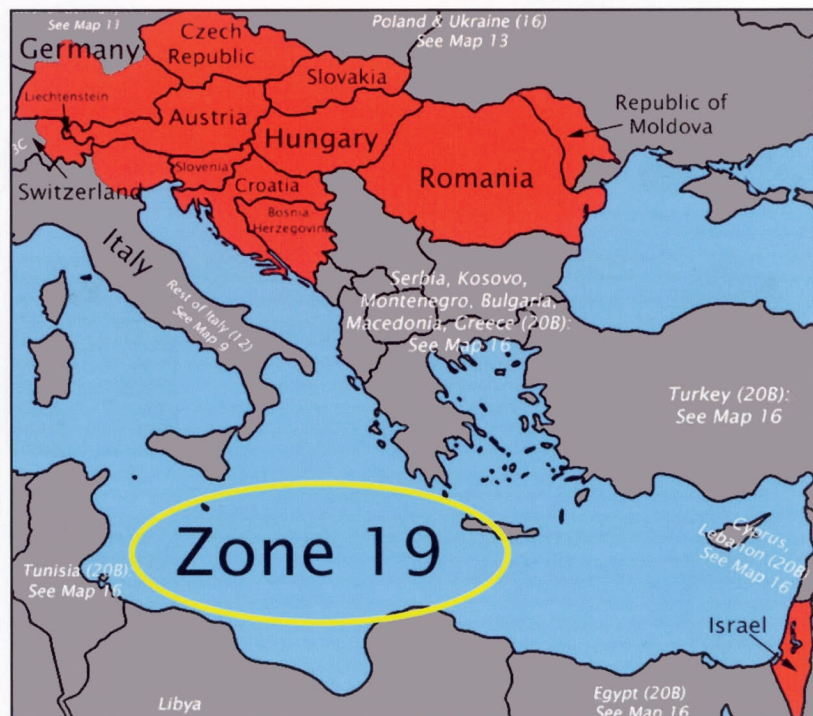 See Map 11
Germany
Czech
Republic
Poland & Ukraine (16)
See Map 13
Slovakia
Liechtenstein
Austria
Republic of
Moldova
Hungary
3C
Switzerland
Slovenia
Croatia
Romania
Bosnia
Herzegovina
Italy
Rest of Italy (12)
See Map 9
Serbia, Kosovo,
Montenegro, Bulgaria,
Macedonia, Greece (20B):
See Map 16
Turkey (20B):
See Map 16
Zone 19
Cyprus,
Lebanon (20B)
See Map 16
Tunisia (20B):
See Map 16
Israel
Libya
Egypt (20B)
See Map 16